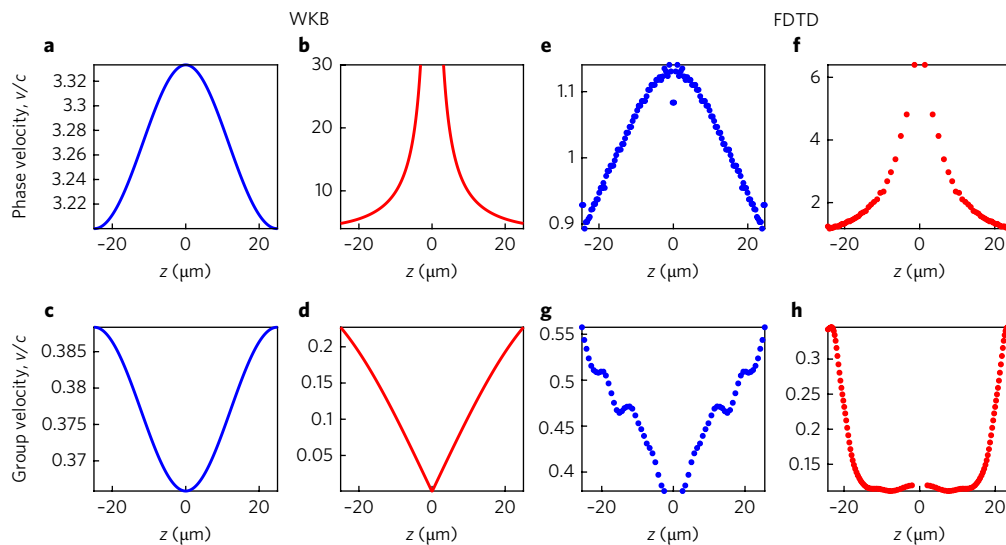 WKB
FDTD
a
b
e
f
Phase velocity, v/c
3.32
3.3
3.28
3.26
3.24
3.22
−20
0
20
z (μm)
30
20
10
−20
0
20
z (μm)
1.1
1
0.9
−20
0
20
z (μm)
6
4
2
−20
0
20
z (μm)
c
d
g
h
Group velocity, v/c
0.385
0.38
0.375
0.37
−20
0
20
z (μm)
0.2
0.15
0.1
0.05
−20
0
20
z (μm)
0.55
0.5
0.45
0.4
−20
0
20
z (μm)
0.3
0.2
0.15
−20
0
20
z (μm)